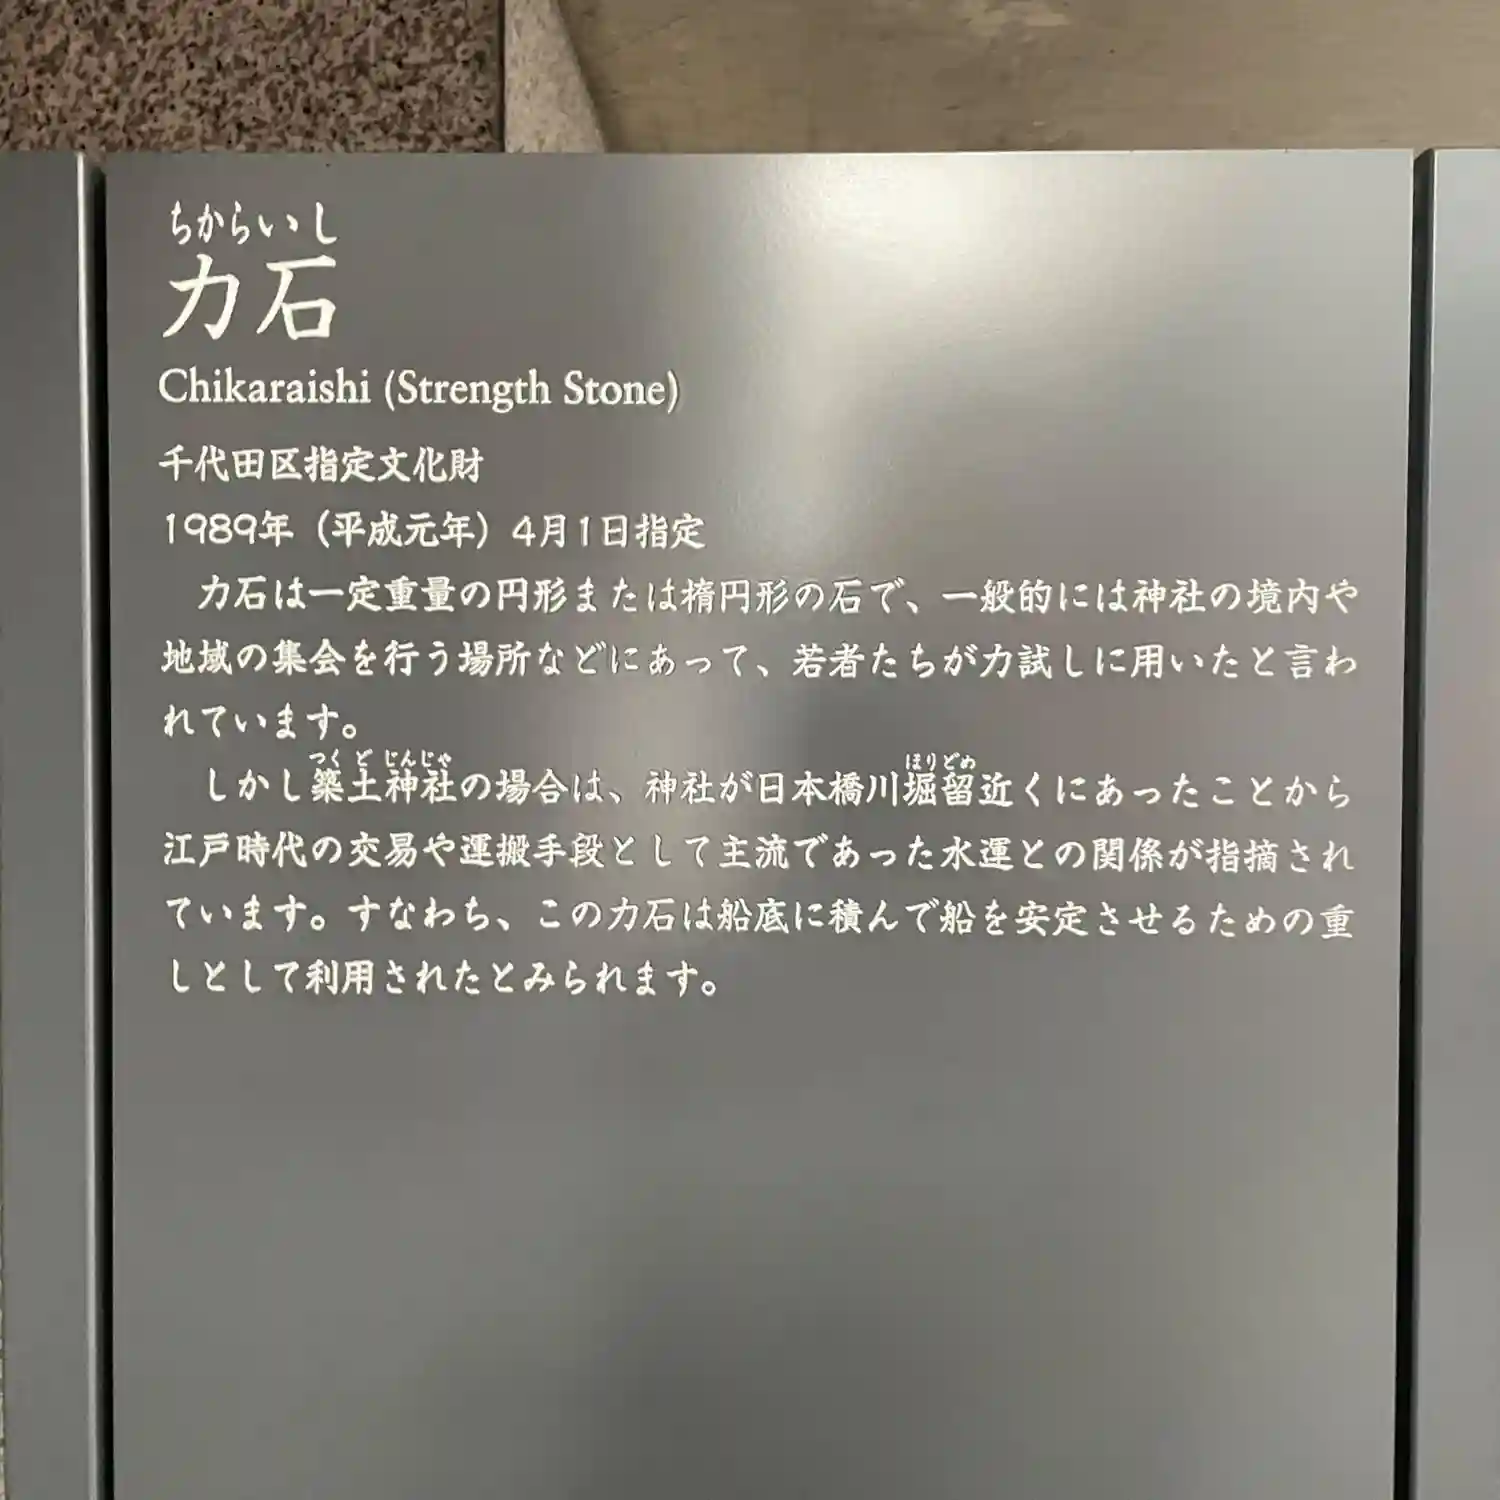 ちからいし
力石
Chikaraishi (Strength Stone)
千代田区指定文化財
1989年（平成元年）4月1日指定
力石は一定重量の円形または楕円形の石で、一般的には神社の境内や
地域の集会を行う場所などにあって、若者たちが力試しに用いたと言わ
れています。
つくどじんじゃ ほりどめ
しかし築土神社の場合は、神社が日本橋川堀留近くにあったことから
江戸時代の交易や運搬手段として主流であった水運との関係が指摘され
ています。すなわち、この力石は船底に積んで船を安定させるための重
しとして利用されたとみられます。